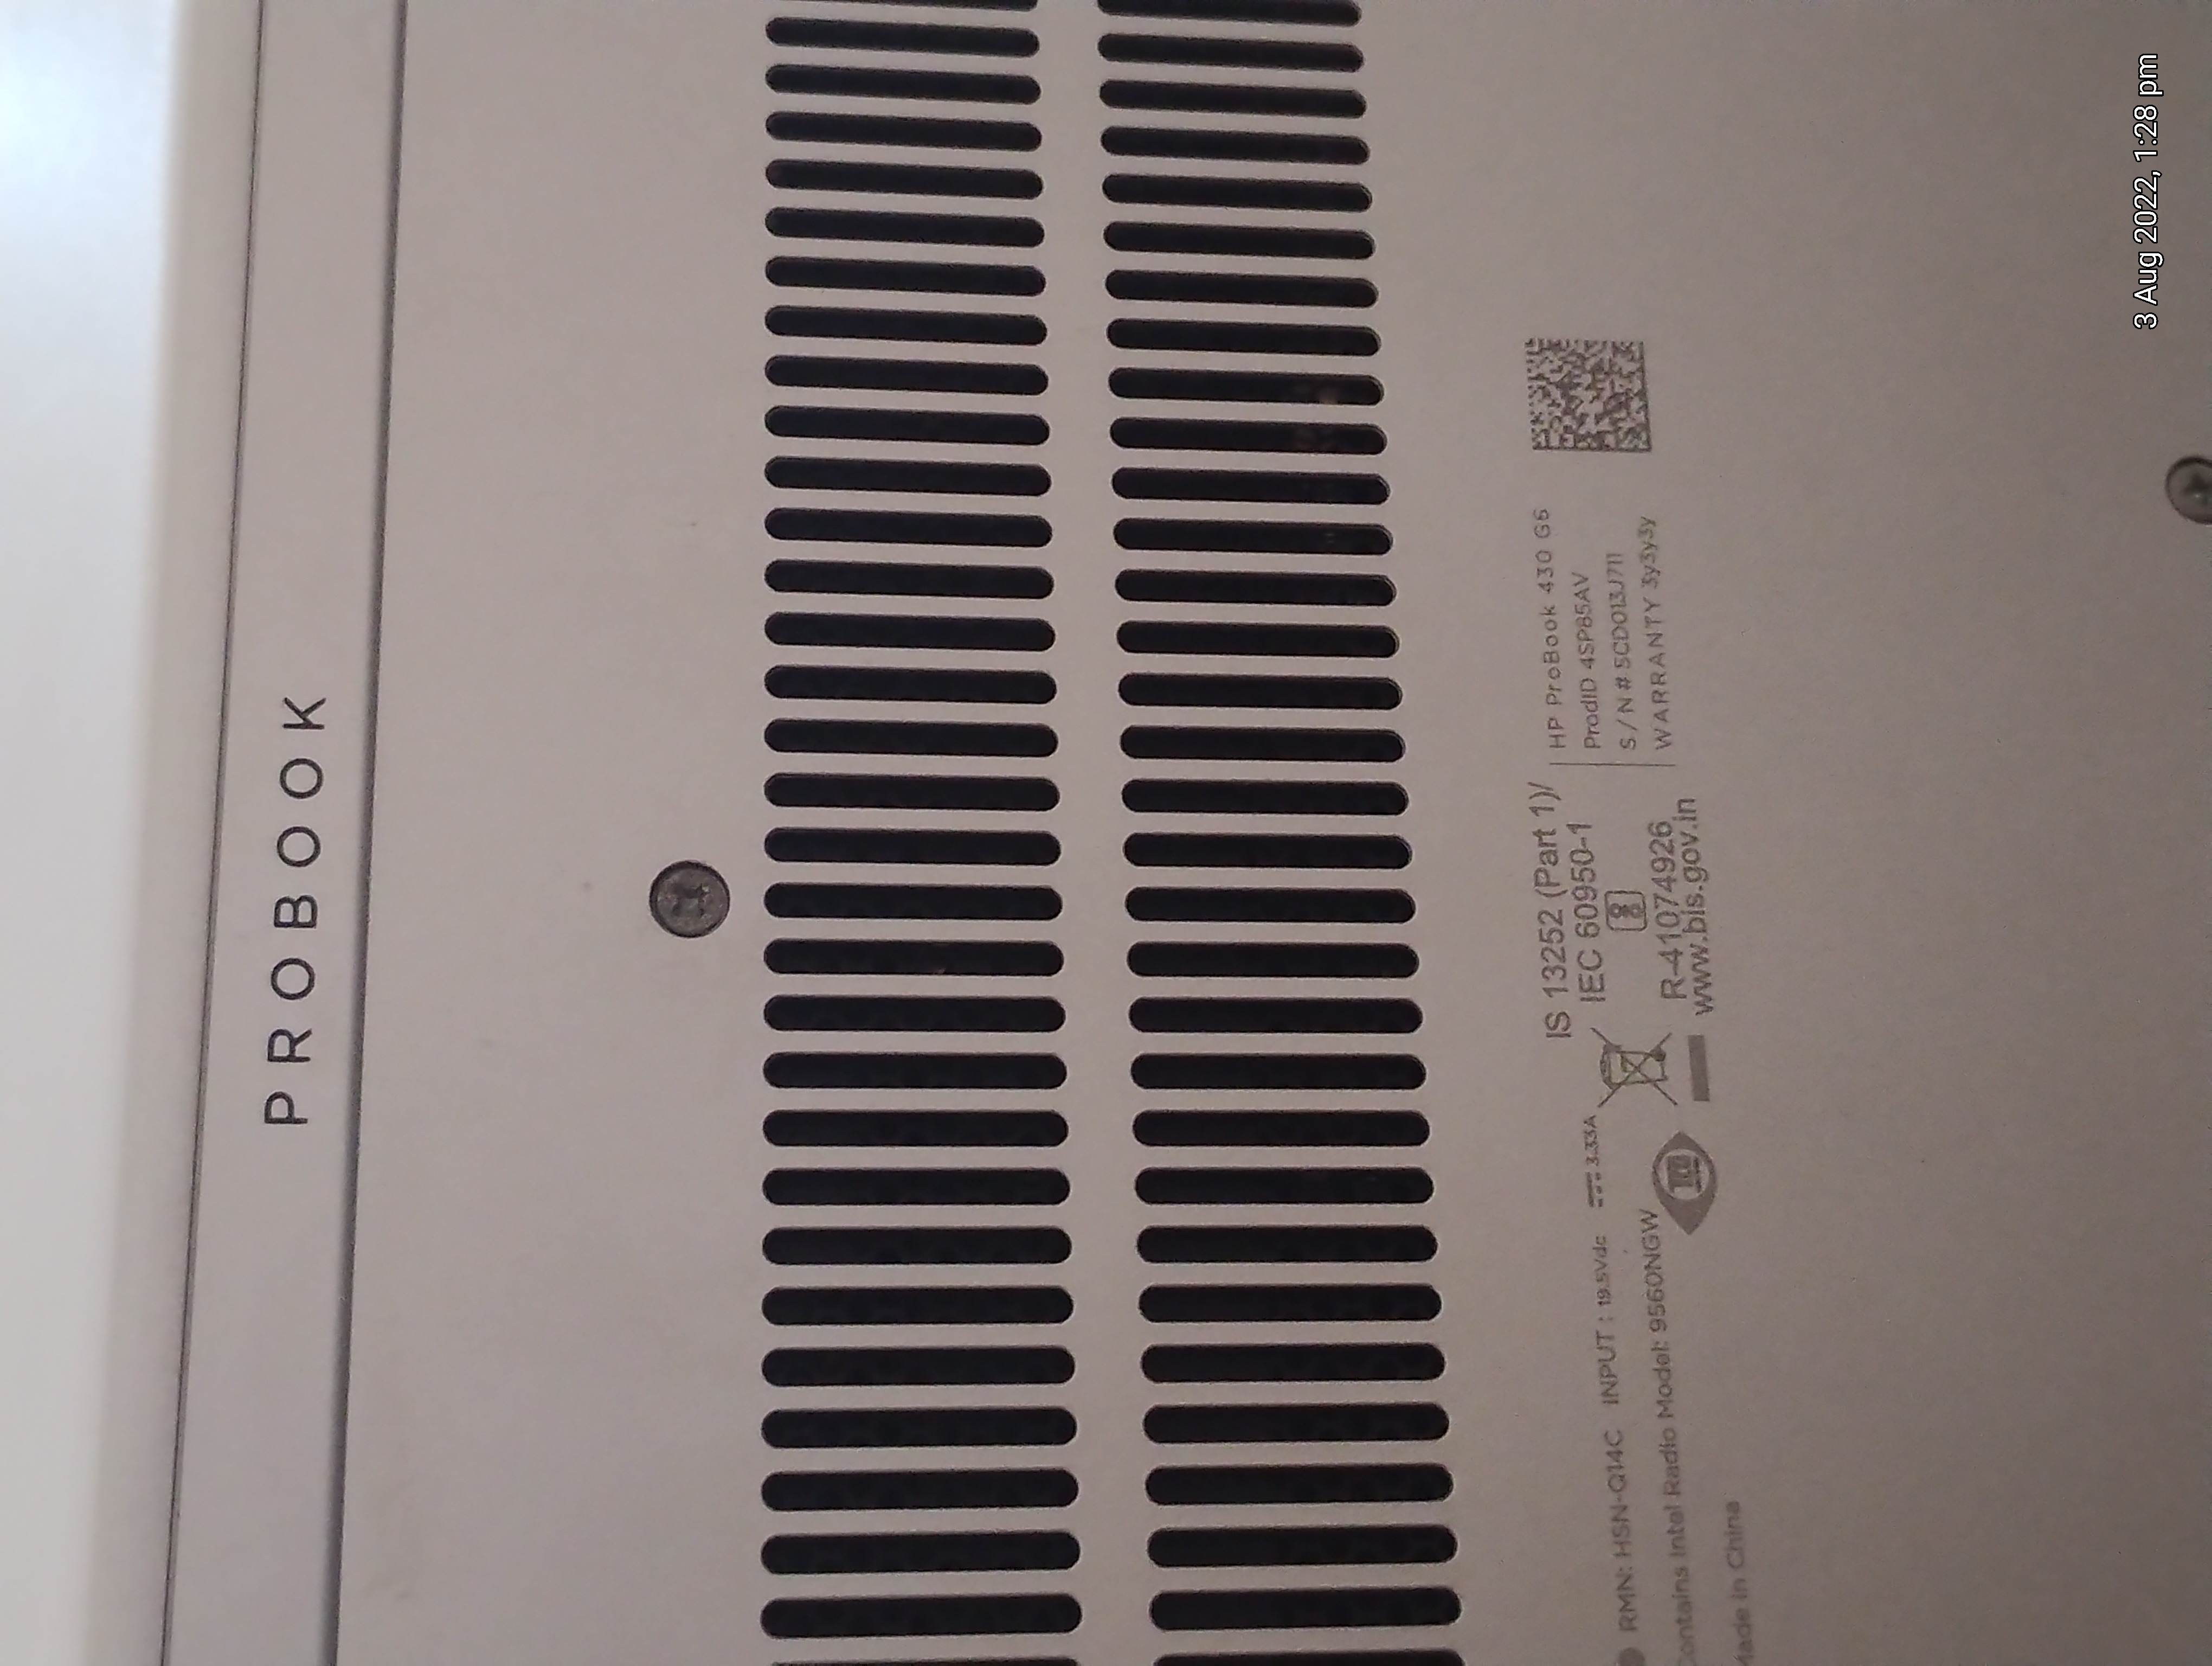 PROBOOK
IS 13252 (Part 1)/
IEC 60950-1
R-41074926
www.bis.gov.in
RMN: HSN-Q14C INPUT : 19.5Vdc 3.33A
Contains Intel Radio Model: 9560NGW
TCO
Made in China
HP ProBook 430 G6
ProdID 4SP85AV
S/N # 5CD013J711
WARRANTY 3y3y3y
3 Aug 2022, 1:28 pm